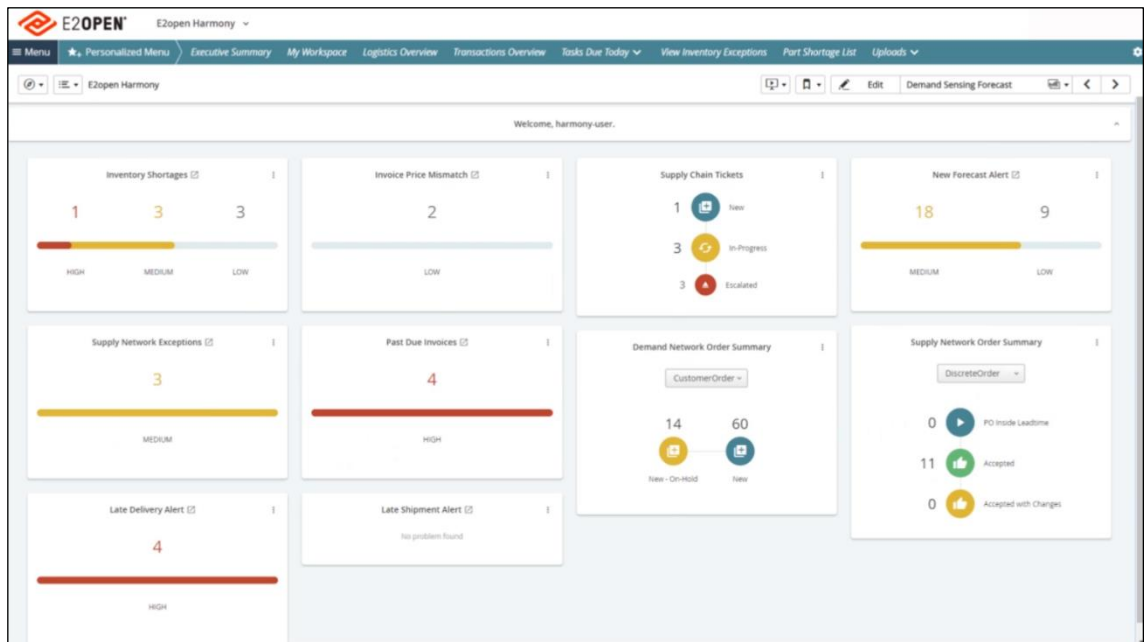 E2OPEN
E2open Harmony
Menu
Personalized Menu
Executive Summary
My Workspace
Logistics Overview
Transactions Overview
Tasks Due Today
View Inventory Exceptions
Part Shortage List
Uploads
E2open Harmony
Edit
Demand Sensing Forecast
Welcome, harmony-user.
Inventory Shortages
1 3 3
HIGH MEDIUM LOW
Invoice Price Mismatch
2
LOW
Supply Chain Tickets
1 New
3 In-Progress
3 Escalated
New Forecast Alert
18 9
MEDIUM LOW
Supply Network Exceptions
3
MEDIUM
Past Due Invoices
4
HIGH
Demand Network Order Summary
CustomerOrder
14 60
New - On-Hold New
Supply Network Order Summary
DiscreteOrder
0 PO Inside Leadtime
11 Accepted
0 Accepted with Changes
Late Delivery Alert
4
HIGH
Late Shipment Alert
No problem found